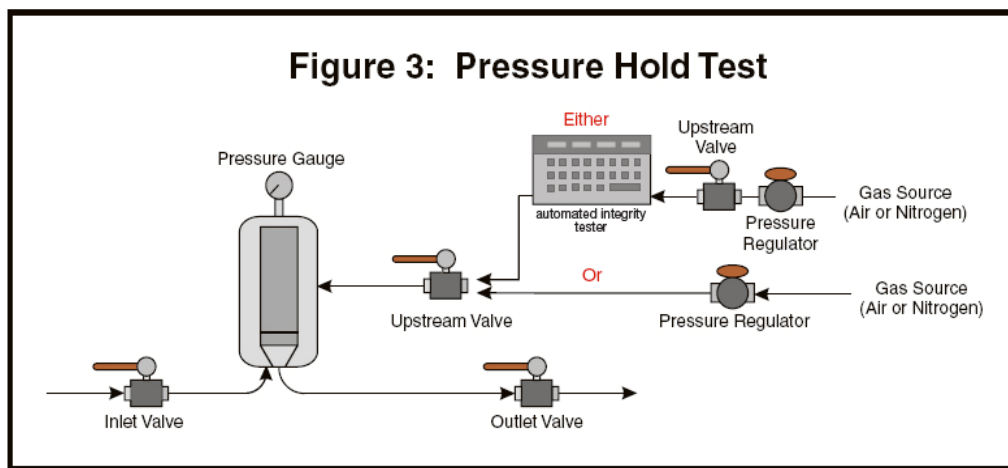 Figure 3: Pressure Hold Test
Either
Upstream
Valve
Pressure Gauge
automated integrity
tester
Pressure
Regulator
Gas Source
(Air or Nitrogen)
Or
Upstream Valve
Pressure Regulator
Gas Source
(Air or Nitrogen)
Inlet Valve
Outlet Valve